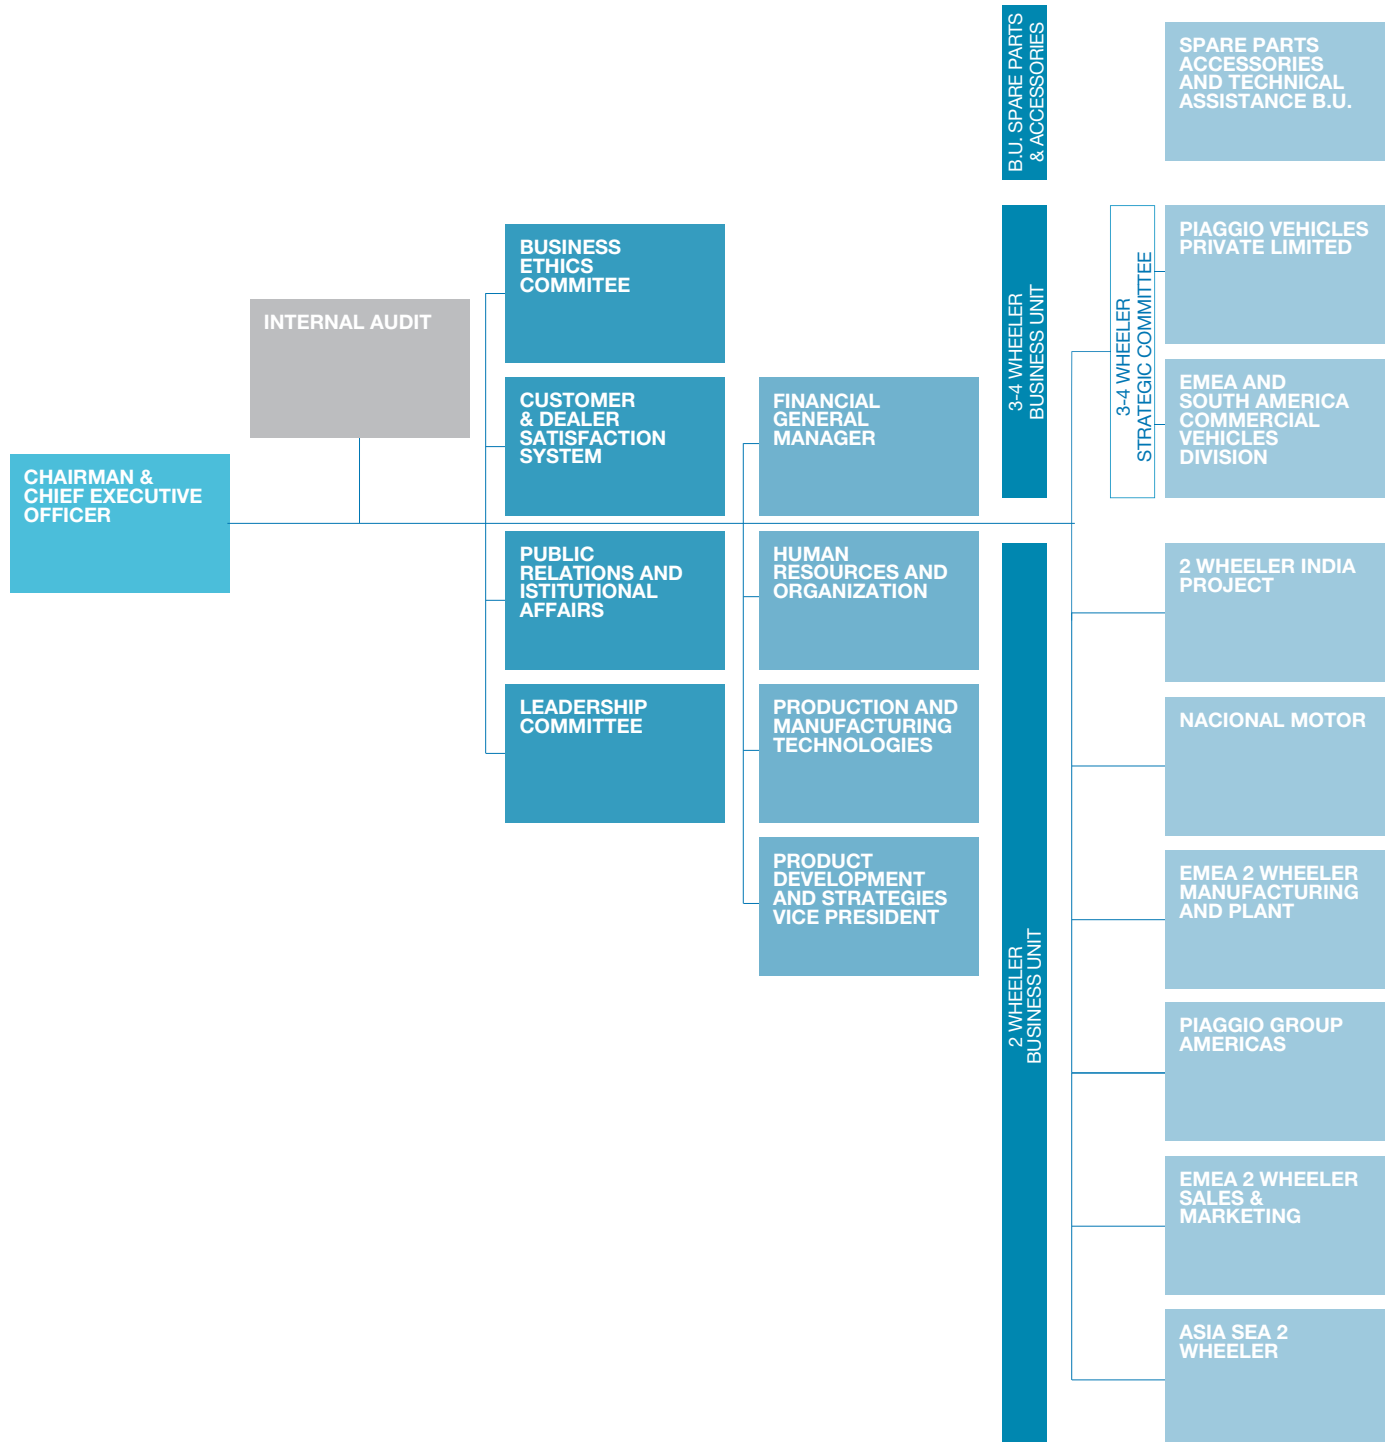 CHAIRMAN &
CHIEF EXECUTIVE
OFFICER
INTERNAL AUDIT
BUSINESS
ETHICS
COMMITEE
CUSTOMER
& DEALER
SATISFACTION
SYSTEM
PUBLIC
RELATIONS AND
ISTITUTIONAL
AFFAIRS
LEADERSHIP
COMMITTEE
FINANCIAL
GENERAL
MANAGER
HUMAN
RESOURCES AND
ORGANIZATION
PRODUCTION AND
MANUFACTURING
TECHNOLOGIES
PRODUCT
DEVELOPMENT
AND STRATEGIES
VICE PRESIDENT
B.U. SPARE PARTS
& ACCESSORIES
SPARE PARTS
ACCESSORIES
AND TECHNICAL
ASSISTANCE B.U.
3-4 WHEELER
BUSINESS UNIT
3-4 WHEELER
STRATEGIC COMMITTEE
PIAGGIO VEHICLES
PRIVATE LIMITED
EMEA AND
SOUTH AMERICA
COMMERCIAL
VEHICLES
DIVISION
2 WHEELER
BUSINESS UNIT
2 WHEELER INDIA
PROJECT
NACIONAL MOTOR
EMEA 2 WHEELER
MANUFACTURING
AND PLANT
PIAGGIO GROUP
AMERICAS
EMEA 2 WHEELER
SALES &
MARKETING
ASIA SEA 2
WHEELER